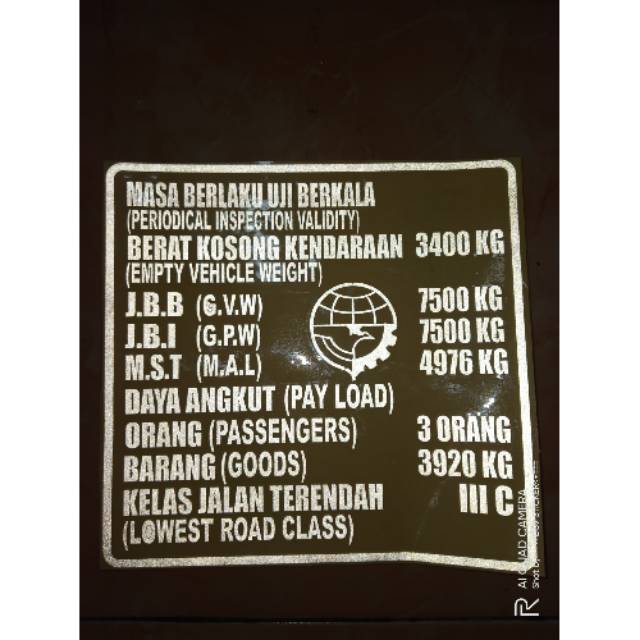 MASA BERLAKU UJI BERKALA
(PERIODICAL INSPECTION VALIDITY)
BERAT KOSONG KENDARAAN 3400 KG
(EMPTY VEHICLE WEIGHT)
J.B.B (G.V.W) 7500 KG
J.B.I (G.P.W) 7500 KG
M.S.T (M.A.L) 4976 KG
DAYA ANGKUT (PAY LOAD)
ORANG (PASSENGERS) 3 ORANG
BARANG (GOODS) 3920 KG
KELAS JALAN TERENDAH III C
(LOWEST ROAD CLASS)
AI QUAD CAMERA
Shot by